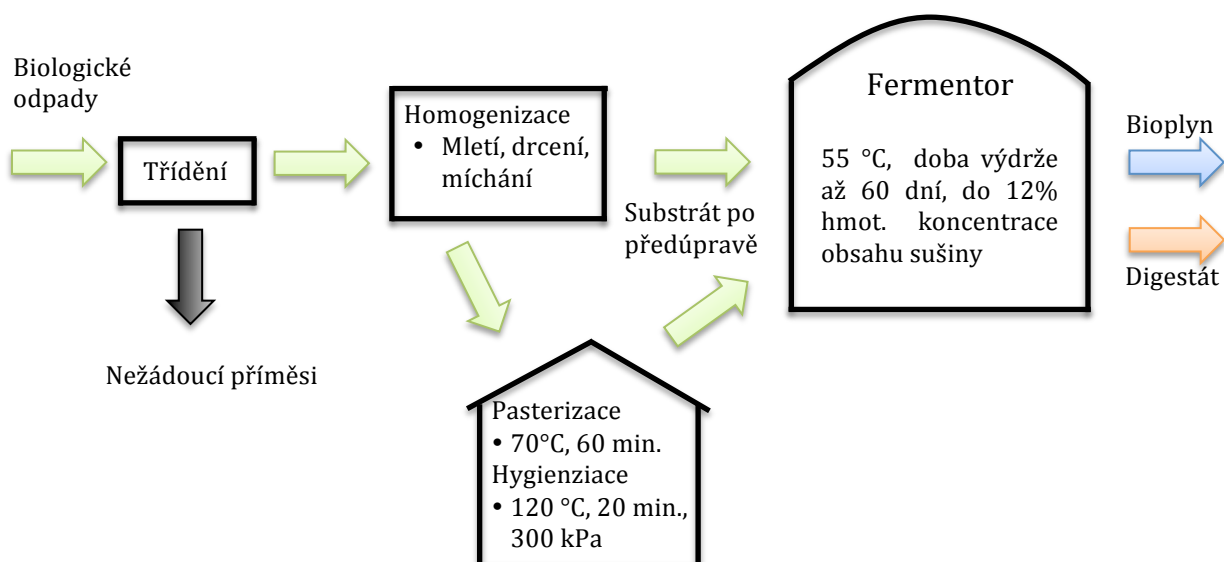 Biologické
odpady
Třídění
Nežádoucí příměsi
Homogenizace
• Mletí, drcení,
míchání
Substrát po
předúpravě
Pasterizace
• 70°C, 60 min.
Hygienziace
• 120 °C, 20 min.,
300 kPa
Fermentor
55 °C, doba výdrže
až 60 dní, do 12%
hmot. koncentrace
obsahu sušiny
Bioplyn
Digestát